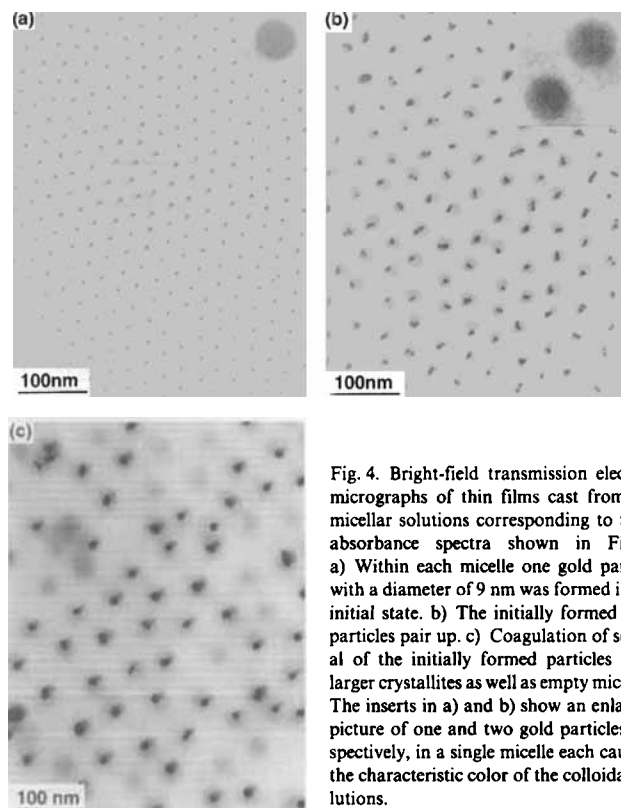 (a)
(b)
100nm
100nm
(c)
100 nm
Fig. 4. Bright-field transmission elec
micrographs of thin films cast from
micellar solutions corresponding to
absorbance spectra shown in Fi
a) Within each micelle one gold par
with a diameter of 9 nm was formed i
initial state. b) The initially formed
particles pair up. c) Coagulation of se
al of the initially formed particles
larger crystallites as well as empty mic
The inserts in a) and b) show an enla
picture of one and two gold particles
spectively, in a single micelle each cau
the characteristic color of the colloida
lutions.